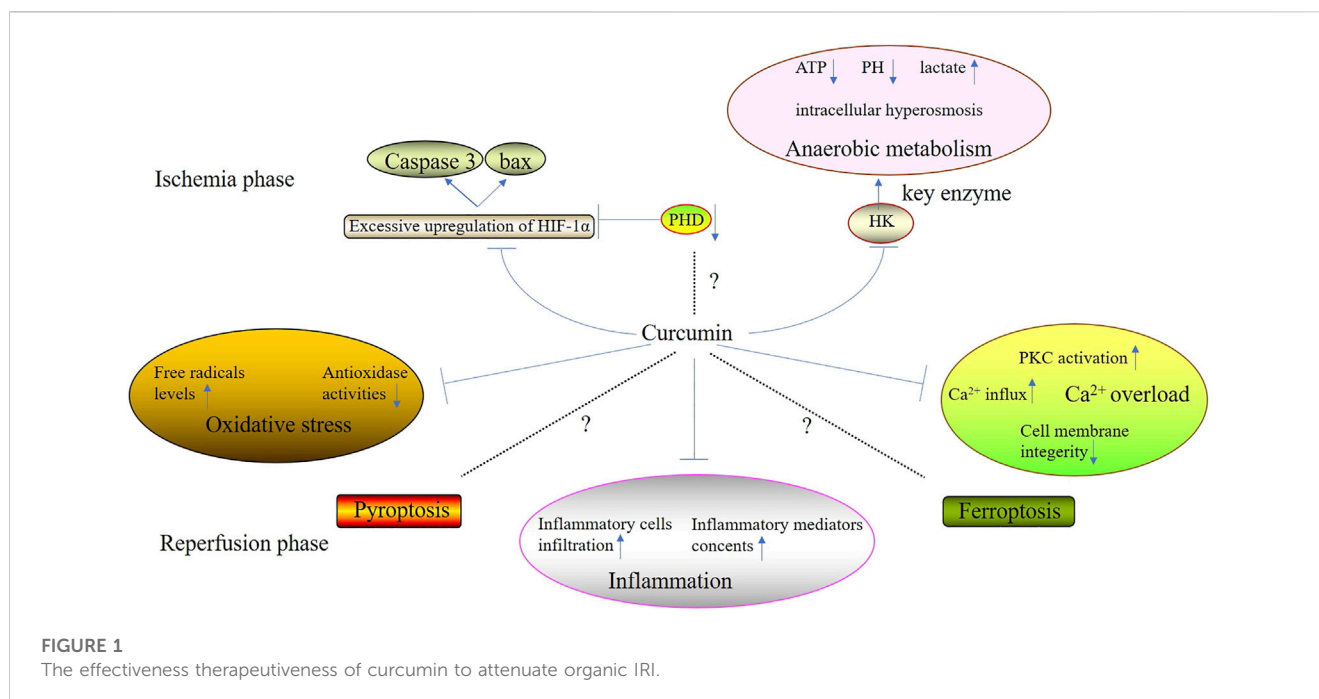 ATP ↓ PH ↓ lactate ↑
intracellular hyperosmosis
Anaerobic metabolism
Caspase 3 bax
Ischemia phase
key enzyme
Excessive upregulation of HIF-1α
PHD ↓
HK
?
Curcumin
Free radicals
levels ↑
Antioxidase
activities ↓
Oxidative stress
PKC activation ↑
Ca²⁺ influx ↑ Ca²⁺ overload
Cell membrane
integerity ↓
?
?
Pyroptosis
Ferroptosis
Reperfusion phase
Inflammatory cells
infiltration ↑
Inflammatory mediators
concents ↑
Inflammation
FIGURE 1
The effectiveness therapeutiveness of curcumin to attenuate organic IRI.